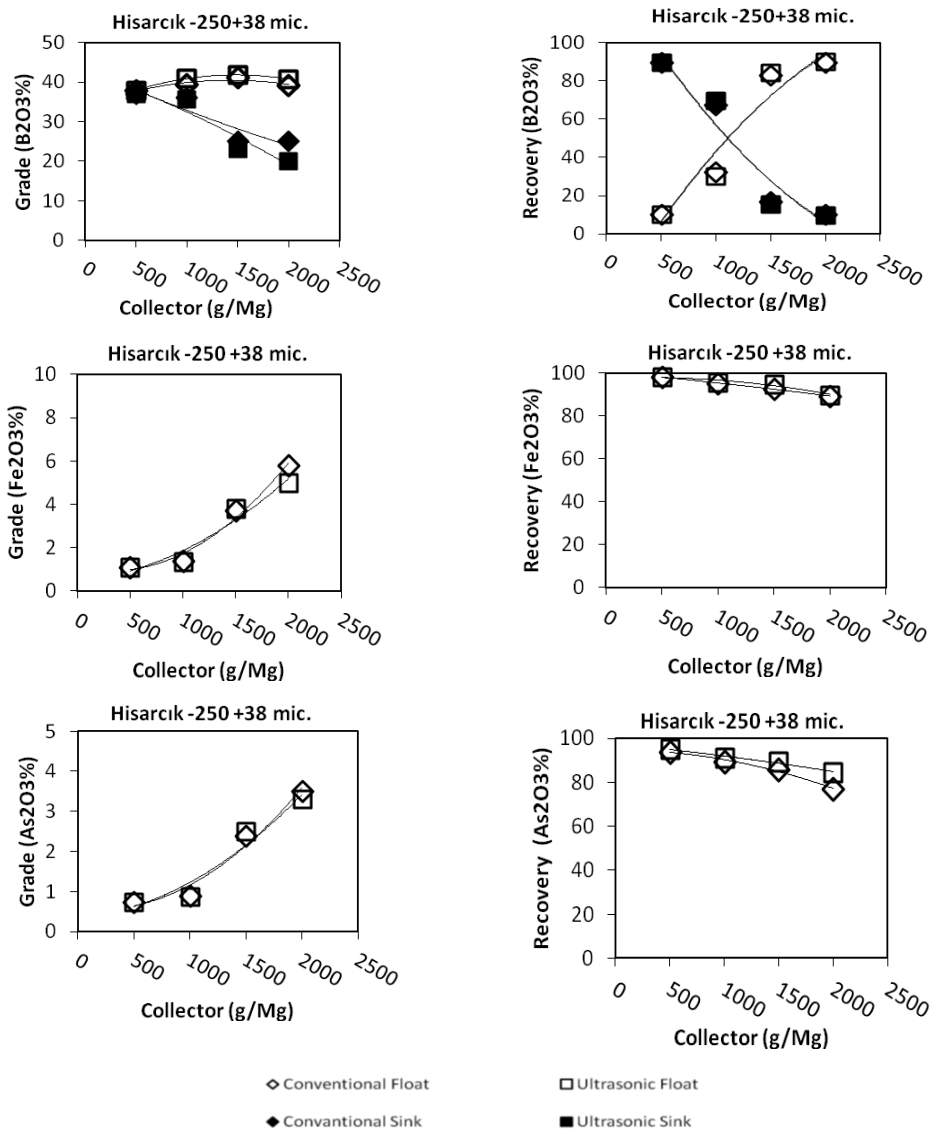 Hisarcık -250+38 mic.
Grade (B2O3%)
50
40
30
20
10
0
0 500 1000 1500 2000 2500
Collector (g/Mg)
Hisarcık -250+38 mic.
Recovery (B2O3%)
100
80
60
40
20
0
0 500 1000 1500 2000 2500
Collector (g/Mg)
Hisarcık -250 +38 mic.
Grade (Fe2O3%)
10
8
6
4
2
0
0 500 1000 1500 2000 2500
Collector (g/Mg)
Hisarcık -250 +38 mic.
Recovery (Fe2O3%)
100
80
60
40
20
0
0 500 1000 1500 2000 2500
Collector (g/Mg)
Hisarcık -250 +38 mic.
Grade (As2O3%)
5
4
3
2
1
0
0 500 1000 1500 2000 2500
Collector (g/Mg)
Hisarcık -250 +38 mic.
Recovery (As2O3%)
100
80
60
40
20
0
0 500 1000 1500 2000 2500
Collector (g/Mg)
Conventional Float
Ultrasonic Float
Convantional Sink
Ultrasonic Sink